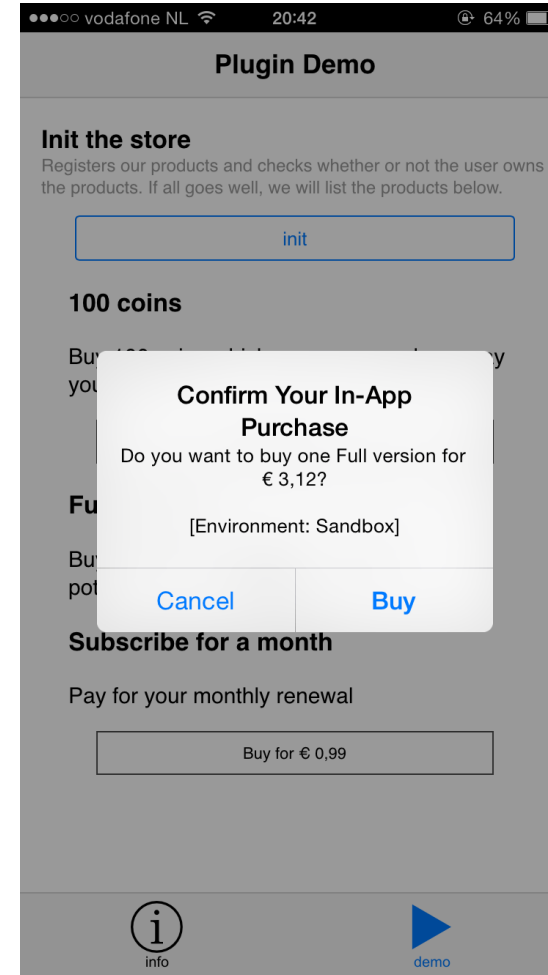 vodafone NL 20:42 64%
Plugin Demo
Init the store
Registers our products and checks whether or not the user owns
the products. If all goes well, we will list the products below.
init
100 coins
Confirm Your In-App
Purchase
Do you want to buy one Full version for
€ 3,12?
[Environment: Sandbox]
Cancel Buy
Subscribe for a month
Pay for your monthly renewal
Buy for € 0,99
info demo